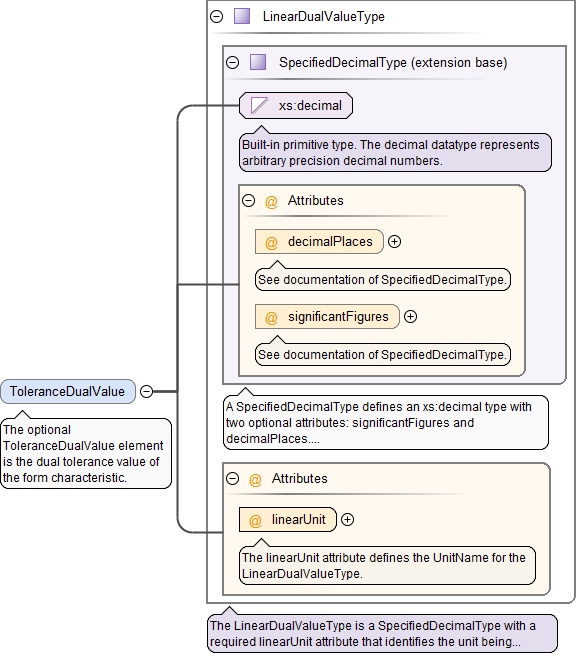 LinearDualValueType
SpecifiedDecimalType (extension base)
xs:decimal
Built-in primitive type. The decimal datatype represents
arbitrary precision decimal numbers.
@ Attributes
@ decimalPlaces
See documentation of SpecifiedDecimalType.
@ significantFigures
See documentation of SpecifiedDecimalType.
ToleranceDualValue
The optional
ToleranceDualValue element
is the dual tolerance value of
the form characteristic.
A SpecifiedDecimalType defines an xs:decimal type with
two optional attributes: significantFigures and
decimalPlaces....
@ Attributes
@ linearUnit
The linearUnit attribute defines the UnitName for the
LinearDualValueType.
The LinearDualValueType is a SpecifiedDecimalType with a
required linearUnit attribute that identifies the unit being...